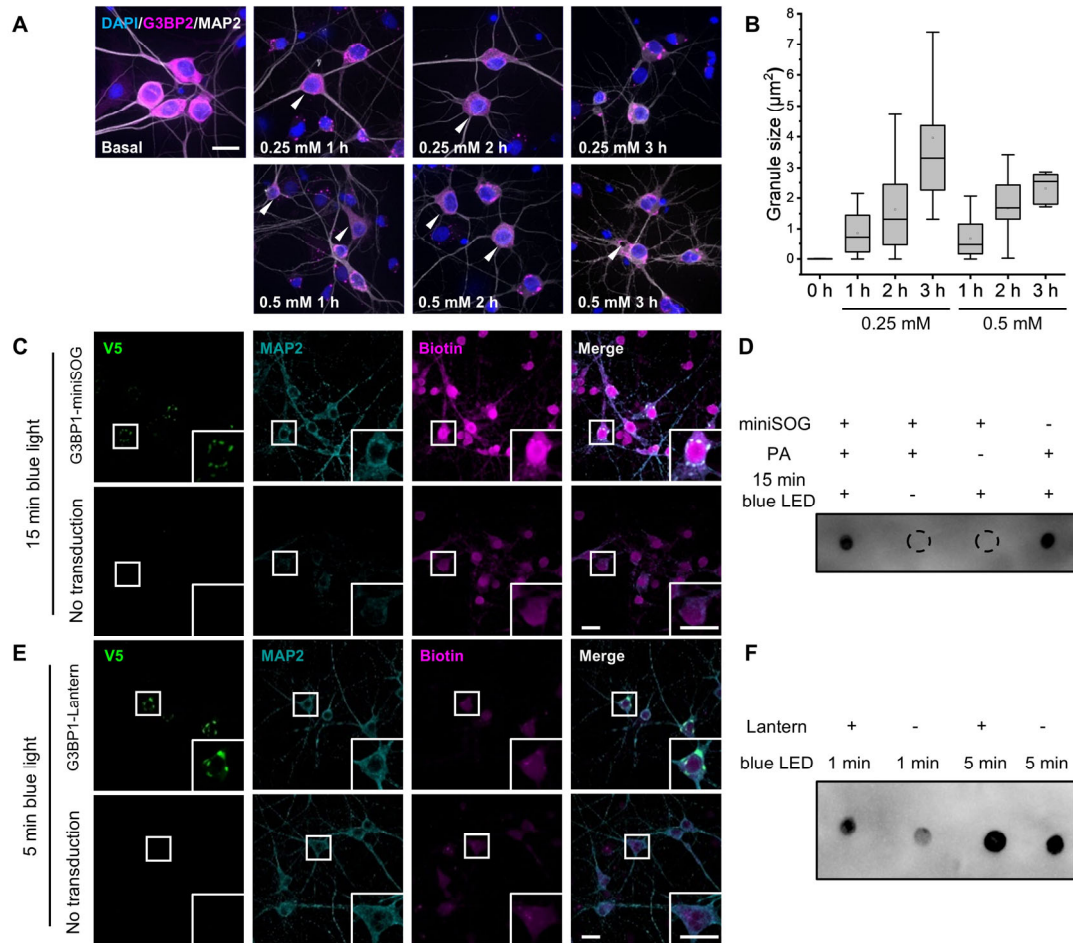 A
DAPI/G3BP2/MAP2
Basal
0.25 mM 1 h
0.25 mM 2 h
0.25 mM 3 h
0.5 mM 1 h
0.5 mM 2 h
0.5 mM 3 h
B
Granule size (µm²)
8
7
6
5
4
3
2
1
0
0 h 1 h 2 h 3 h 1 h 2 h 3 h
0.25 mM 0.5 mM
C
15 min blue light
G3BP1-miniSOG
No transduction
V5 MAP2 Biotin Merge
D
miniSOG + + + -
PA + + - +
15 min
blue LED + - + +
E
5 min blue light
G3BP1-Lantern
No transduction
V5 MAP2 Biotin Merge
F
Lantern + - + -
blue LED 1 min 1 min 5 min 5 min